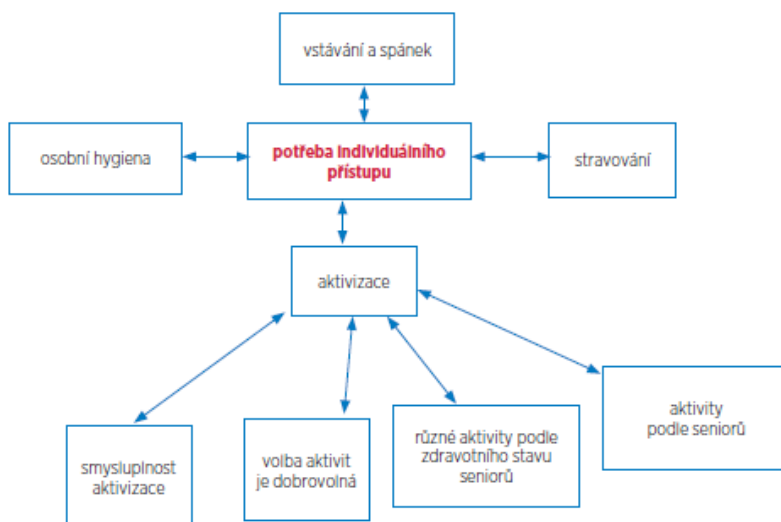 vstávání a spánek
osobní hygiena
potřeba individuálního
přístupu
stravování
aktivizace
smysluplnost
aktivizace
volba aktivit
je dobrovolná
různé aktivity podle
zdravotního stavu
seniorů
aktivity
podle seniorů